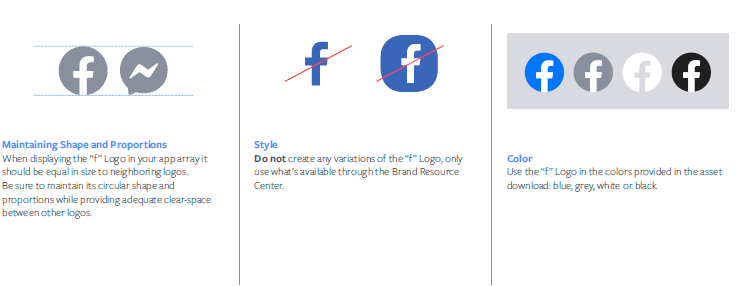 Maintaining Shape and Proportions
When displaying the “f” Logo in your app array it
should be equal in size to neighboring logos.
Be sure to maintain its circular shape and
proportions while providing adequate clear-space
between other logos.
Style
Do not create any variations of the “f” Logo, only
use what's available through the Brand Resource
Center.
Color
Use the “f” Logo in the colors provided in the asset
download: blue, grey, white or black.